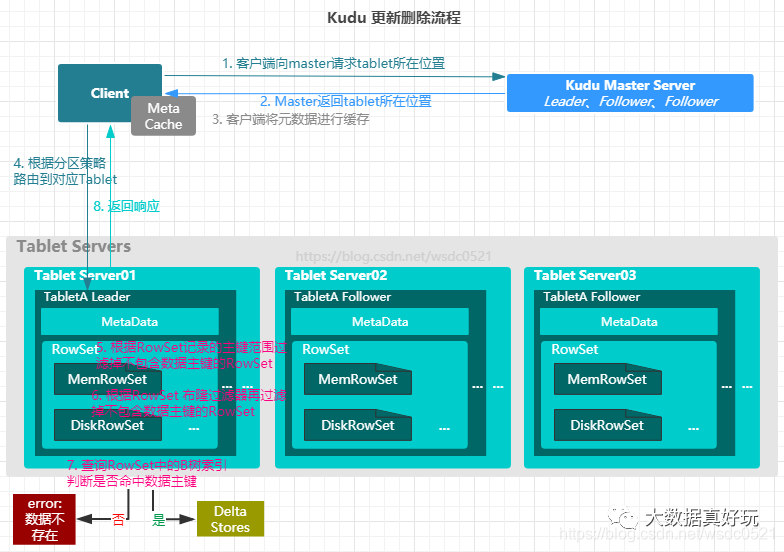 Kudu 更新删除流程
1. 客户端向master请求tablet所在位置
Client
Kudu Master Server
Leader、Follower、Follower
Meta
Cache
2. Master返回tablet所在位置
3. 客户端将元数据进行缓存
4. 根据分区策略
路由到对应Tablet
8. 返回响应
Tablet Servers
https://blog.csdn.net/wsdc0521
Tablet Server01
TabletA Leader
MetaData
RowSet
5. 根据RowSet记录的主键范围过
滤掉不包含数据主键的RowSet
MemRowSet
... ...
6. 根据RowSet 布隆过滤器再过滤
掉不包含数据主键的RowSet
DiskRowSet
...
Tablet Server02
TabletA Follower
MetaData
RowSet
MemRowSet
... ...
DiskRowSet
...
Tablet Server03
TabletA Follower
MetaData
RowSet
MemRowSet
... ...
DiskRowSet
...
7. 查询RowSet中的B树索引
判断是否命中数据主键
error:
数据不
存在
否
是
Delta
Stores
大数据真好玩
https://blog.csdn.net/wsdc0521